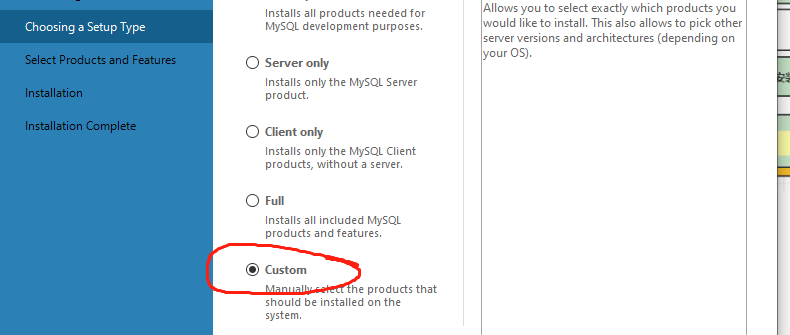 Choosing a Setup Type
Select Products and Features
Installation
Installation Complete
Installs all products needed for
MySQL development purposes.
Server only
Installs only the MySQL Server
product.
Client only
Installs only the MySQL Client
products, without a server.
Full
Installs all included MySQL
products and features.
Custom
Manually select the products that
should be installed on the
system.
Allows you to select exactly which products you
would like to install. This also allows to pick other
server versions and architectures (depending on
your OS).